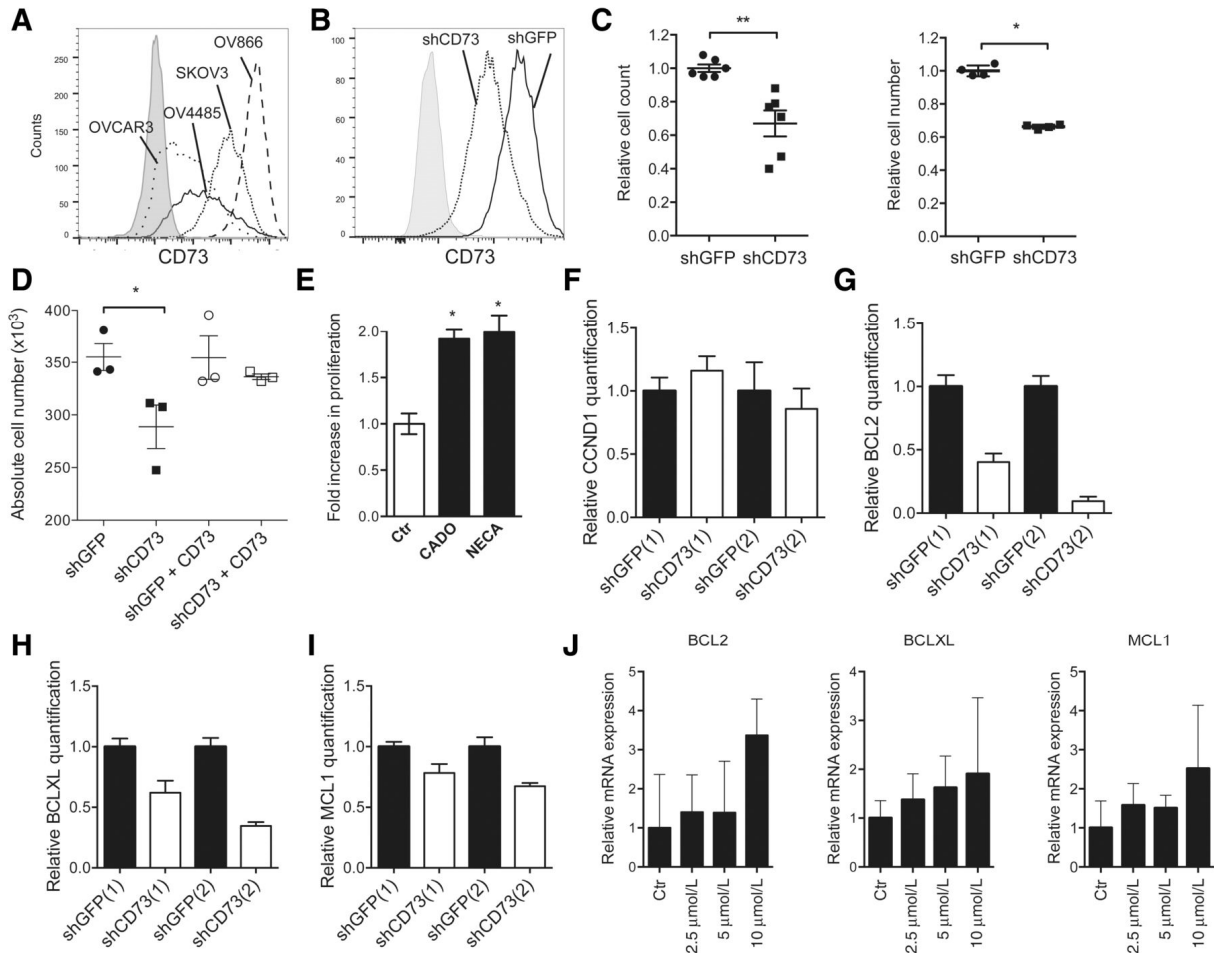 A
Counts
300
250
200
150
100
50
0
OV866
SKOV3
OV4485
OVCAR3
CD73
B
100
80
60
40
20
0
shCD73
shGFP
CD73
C
Relative cell count
1.0
0.8
0.6
0.4
0.2
0.0
**
shGFP
shCD73
Relative cell number
1.0
0.8
0.6
0.4
0.2
0.0
*
shGFP
shCD73
D
Absolute cell number (x10³)
400
350
300
250
200
*
shGFP
shCD73
shGFP + CD73
shCD73 + CD73
E
Fold increase in proliferation
2.0
1.5
1.0
0.5
0.0
*
*
Ctr
CADO
NECA
F
Relative CCND1 quantification
1.5
1.0
0.5
0.0
shGFP(1)
shCD73(1)
shGFP(2)
shCD73(2)
G
Relative BCL2 quantification
1.5
1.0
0.5
0.0
shGFP(1)
shCD73(1)
shGFP(2)
shCD73(2)
H
Relative BCLXL quantification
1.5
1.0
0.5
0.0
shGFP(1)
shCD73(1)
shGFP(2)
shCD73(2)
I
Relative MCL1 quantification
1.5
1.0
0.5
0.0
shGFP(1)
shCD73(1)
shGFP(2)
shCD73(2)
J
BCL2
Relative mRNA expression
5
4
3
2
1
0
Ctr
2.5 µmol/L
5 µmol/L
10 µmol/L
BCLXL
Relative mRNA expression
4
3
2
1
0
Ctr
2.5 µmol/L
5 µmol/L
10 µmol/L
MCL1
Relative mRNA expression
5
4
3
2
1
0
Ctr
2.5 µmol/L
5 µmol/L
10 µmol/L